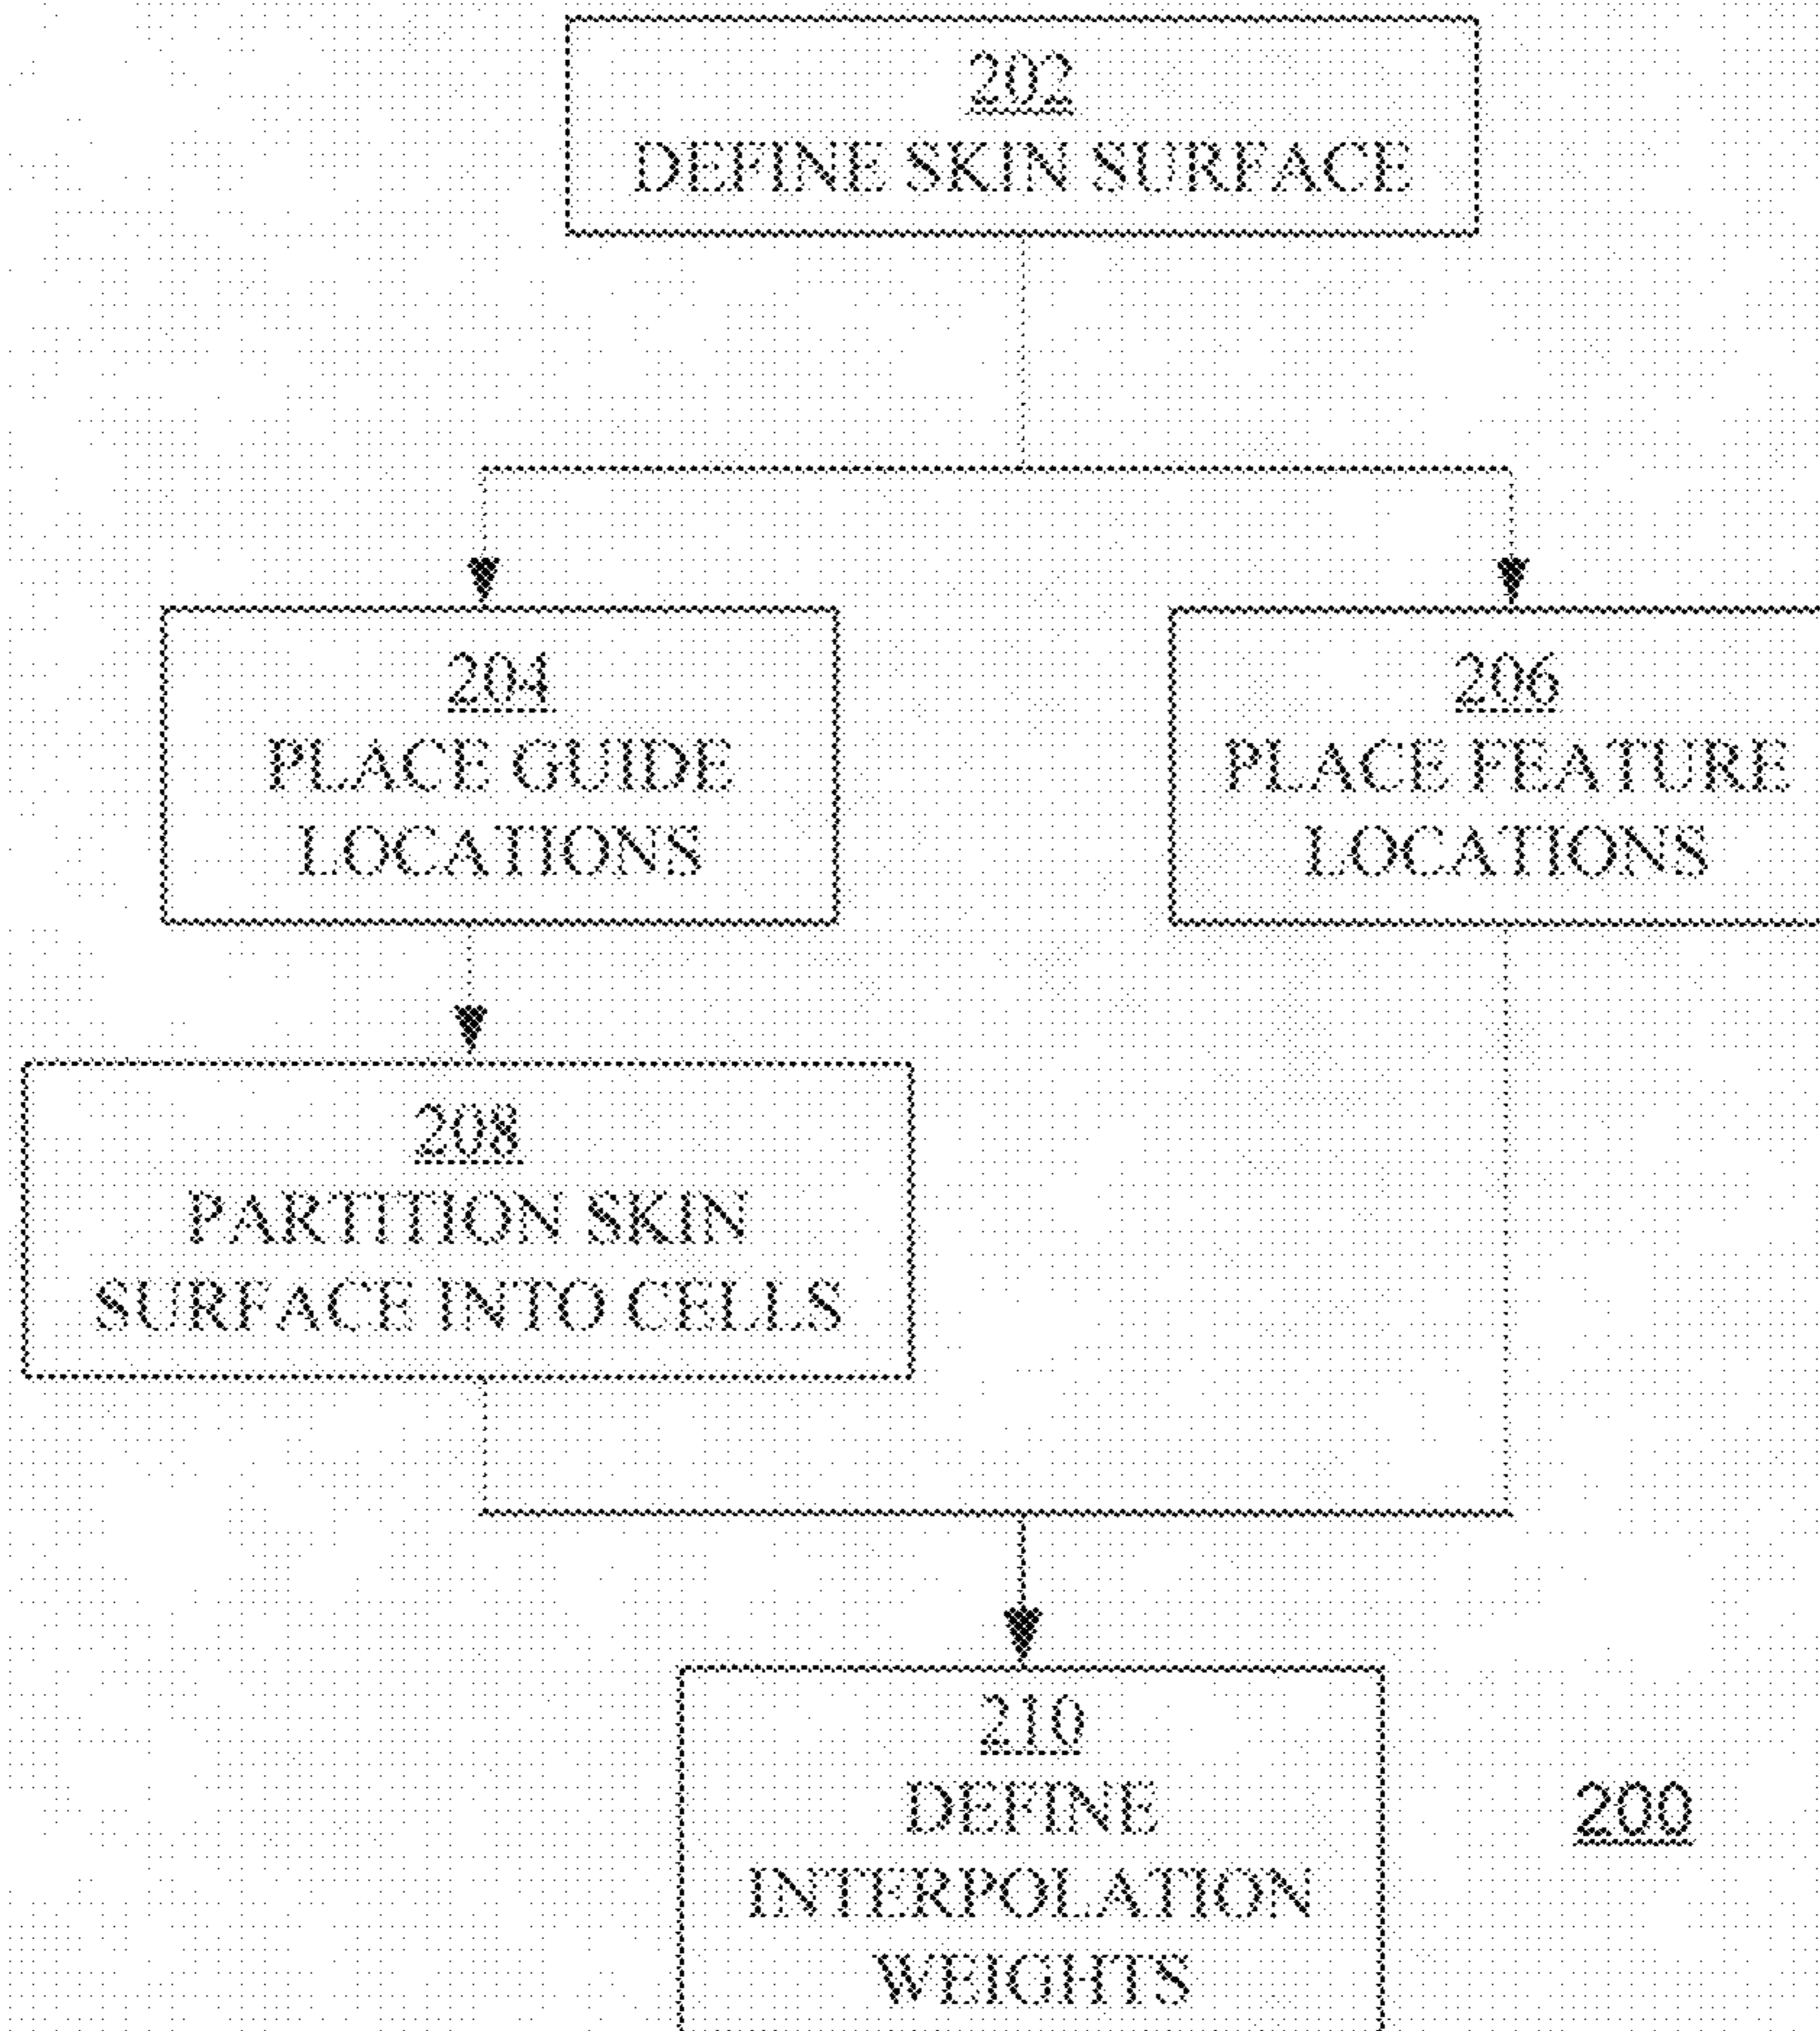 202
DEFINE SKIN SURFACE
204
PLACE GUIDE
LOCATIONS
206
PLACE FEATURE
LOCATIONS
208
PARTITION SKIN
SURFACE INTO CELLS
210
DEFINE
INTERPOLATION
WEIGHTS
200